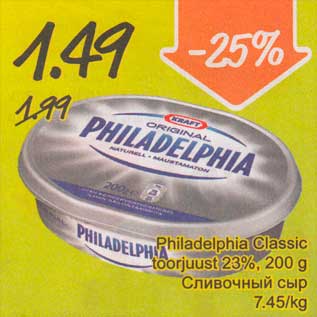 1.49
-25%
1.99
KRAFT
ORIGINAL
PHILADELPHIA
NATURELL • MAUSTAMATON
200g
PHILADELPHIA
Philadelphia Classic
toorjuust 23%, 200 g
Сливочный сыр
7.45/kg